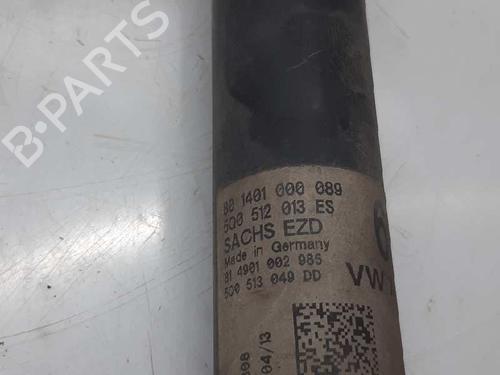 B-PARTS
80 1401 000 089
5Q0 512 013 ES
SACHS EZD
Made in Germany
81 4901 002 985
5Q0 513 049 DD
VW
04/13